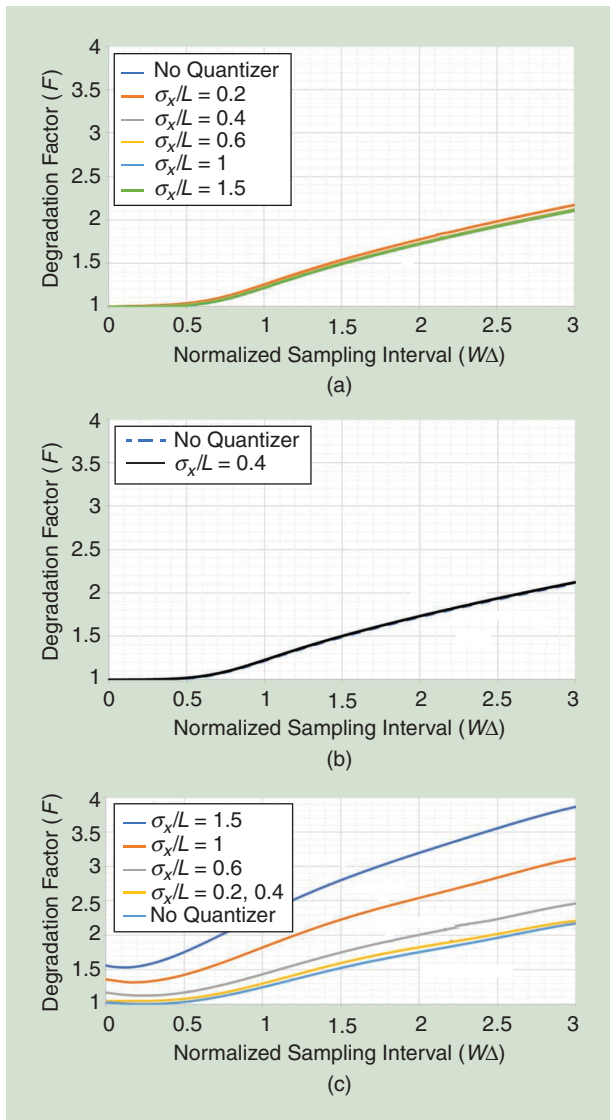 4
3.5
3
2.5
2
1.5
1
Degradation Factor (F)
No Quantizer
σx/L = 0.2
σx/L = 0.4
σx/L = 0.6
σx/L = 1
σx/L = 1.5
0 0.5 1 1.5 2 2.5 3
Normalized Sampling Interval (WΔ)
(a)
4
3.5
3
2.5
2
1.5
1
Degradation Factor (F)
No Quantizer
σx/L = 0.4
0 0.5 1 1.5 2 2.5 3
Normalized Sampling Interval (WΔ)
(b)
4
3.5
3
2.5
2
1.5
1
Degradation Factor (F)
σx/L = 1.5
σx/L = 1
σx/L = 0.6
σx/L = 0.2, 0.4
No Quantizer
0 0.5 1 1.5 2 2.5 3
Normalized Sampling Interval (WΔ)
(c)